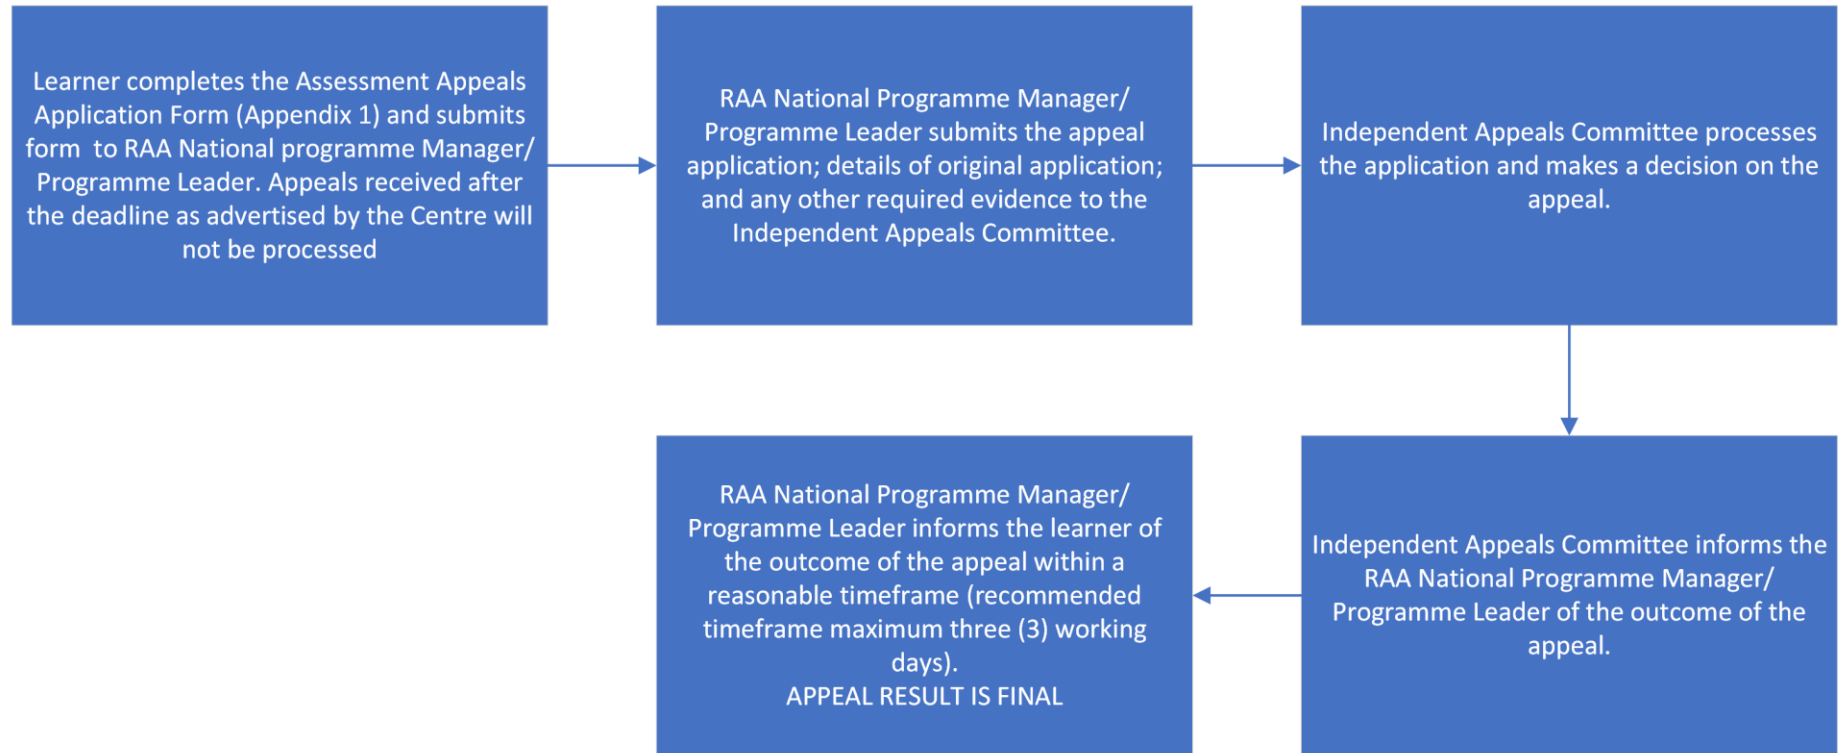 Learner completes the Assessment Appeals
Application Form (Appendix 1) and submits
form  to RAA National programme Manager/
Programme Leader. Appeals received after
the deadline as advertised by the Centre will
not be processed
RAA National Programme Manager/
Programme Leader submits the appeal
application; details of original application;
and any other required evidence to the
Independent Appeals Committee.
Independent Appeals Committee processes
the application and makes a decision on the
appeal.
Independent Appeals Committee informs the
RAA National Programme Manager/
Programme Leader of the outcome of the
appeal.
RAA National Programme Manager/
Programme Leader informs the learner of
the outcome of the appeal within a
reasonable timeframe (recommended
timeframe maximum three (3) working
days).
APPEAL RESULT IS FINAL